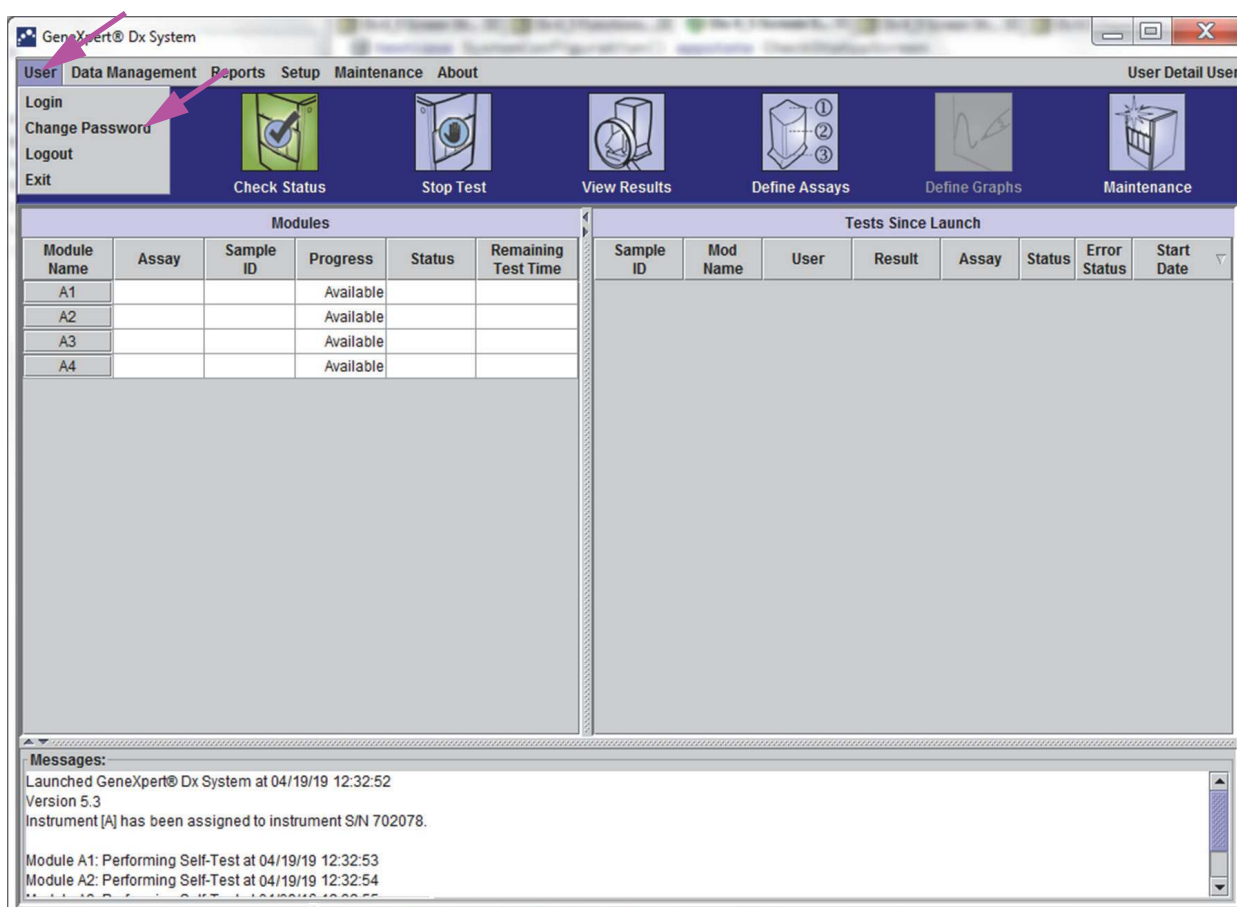 GeneXpert® Dx System
User Data Management Reports Setup Maintenance About User Detail User
Login
Change Password
Logout
Exit
Check Status Stop Test View Results Define Assays Define Graphs Maintenance
① 
②
③
Modules
Module Name Assay Sample ID Progress Status Remaining Test Time
A1 Available
A2 Available
A3 Available
A4 Available
Tests Since Launch
Sample ID Mod Name User Result Assay Status Error Status Start Date
Messages:
Launched GeneXpert® Dx System at 04/19/19 12:32:52
Version 5.3
Instrument [A] has been assigned to instrument S/N 702078.
Module A1: Performing Self-Test at 04/19/19 12:32:53
Module A2: Performing Self-Test at 04/19/19 12:32:54